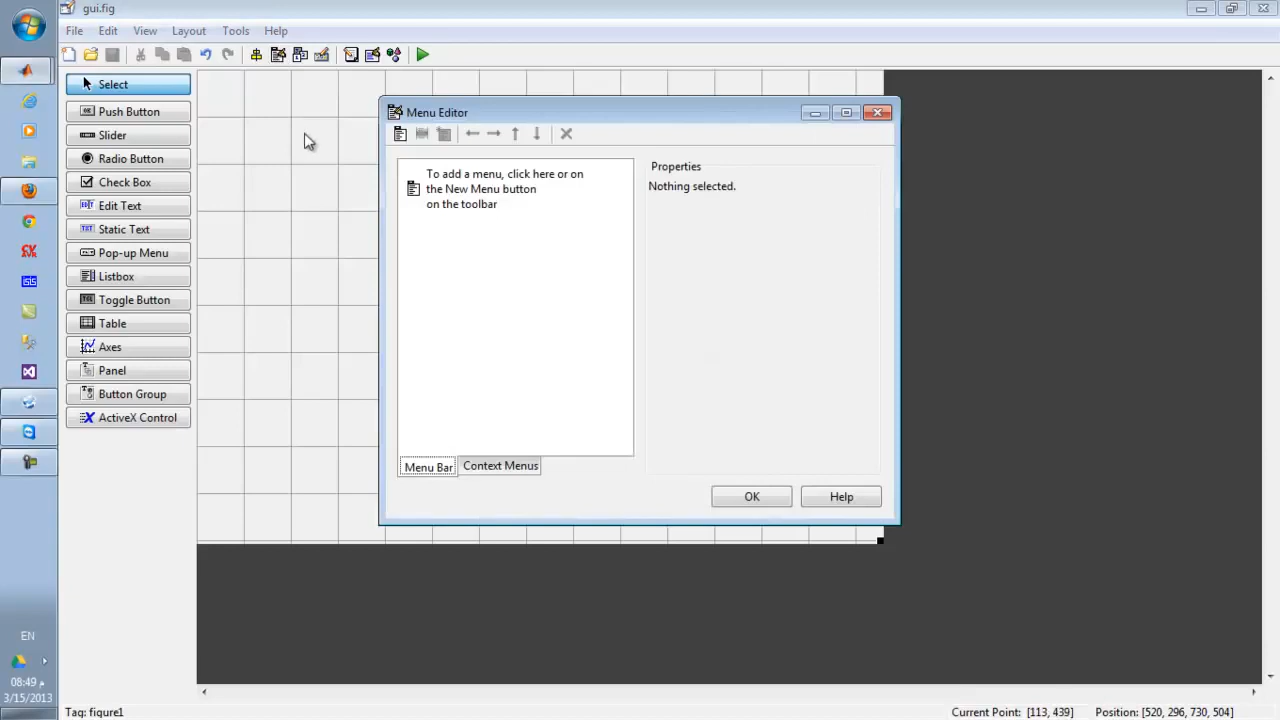 gui.fig
File Edit View Layout Tools Help
Select
Push Button
Slider
Radio Button
Check Box
Edit Text
Static Text
Pop-up Menu
Listbox
Toggle Button
Table
Axes
Panel
Button Group
ActiveX Control
Menu Editor
To add a menu, click here or on
the New Menu button
on the toolbar
Properties
Nothing selected.
Menu Bar Context Menus
OK Help
EN
08:49 م
3/15/2013
Tag: figure1
Current Point: [113, 439] Position: [520, 296, 730, 504]